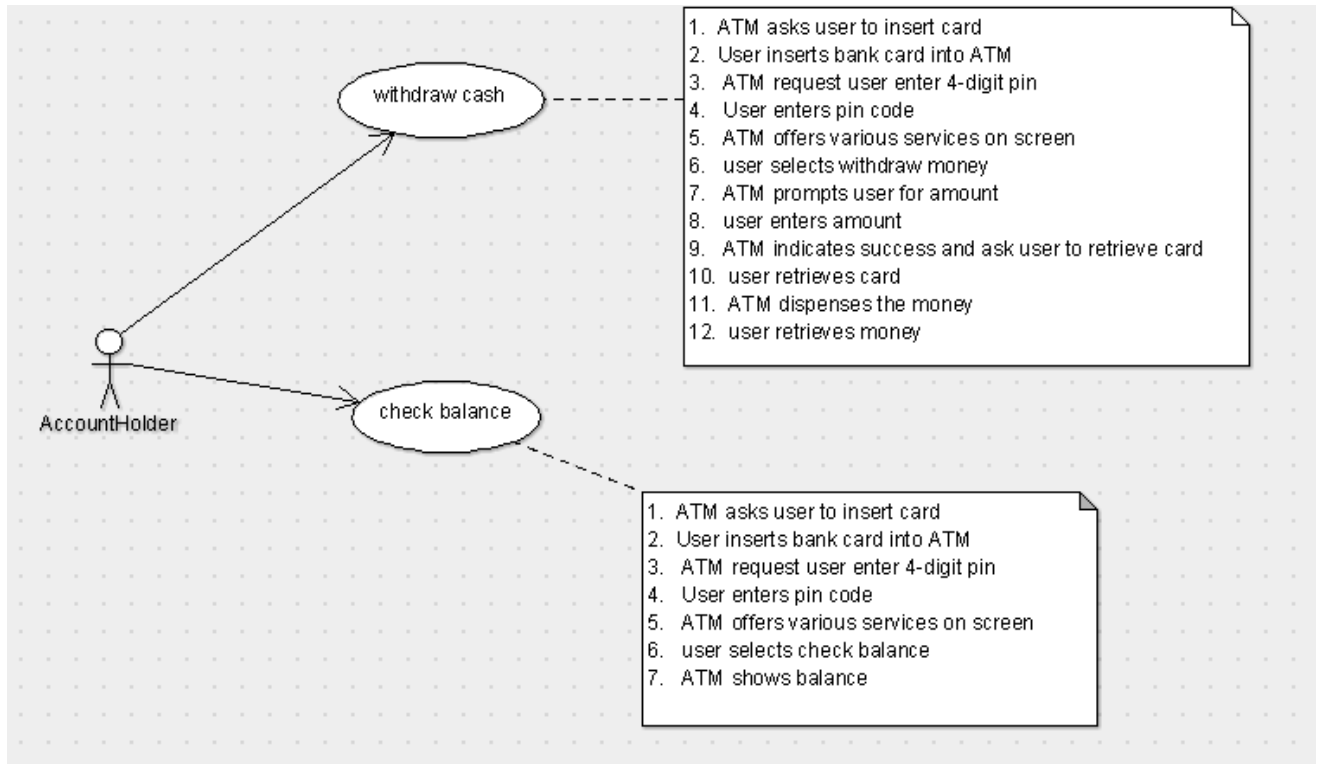 withdraw cash
1. ATM asks user to insert card
2. User inserts bank card into ATM
3. ATM request user enter 4-digit pin
4. User enters pin code
5. ATM offers various services on screen
6. user selects withdraw money
7. ATM prompts user for amount
8. user enters amount
9. ATM indicates success and ask user to retrieve card
10. user retrieves card
11. ATM dispenses the money
12. user retrieves money
AccountHolder
check balance
1. ATM asks user to insert card
2. User inserts bank card into ATM
3. ATM request user enter 4-digit pin
4. User enters pin code
5. ATM offers various services on screen
6. user selects check balance
7. ATM shows balance